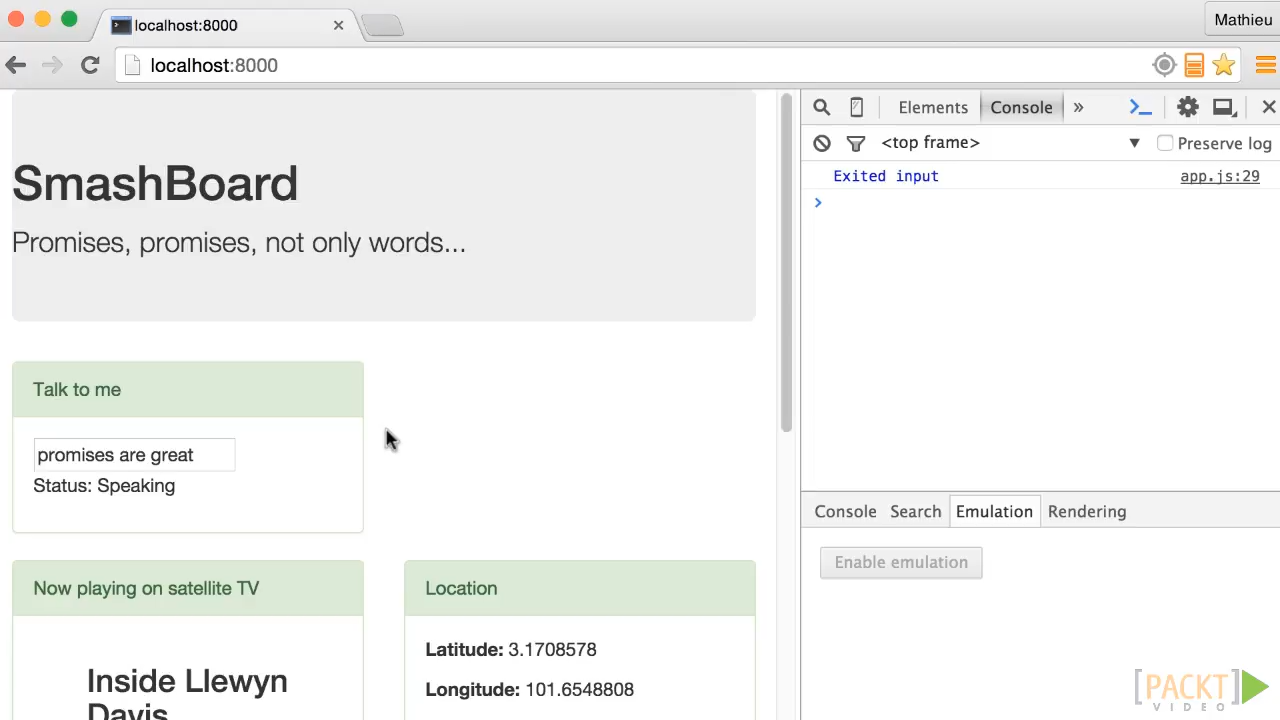 localhost:8000
Mathieu
localhost:8000
Elements Console »
<top frame> Preserve log
Exited input app.js:29
SmashBoard
Promises, promises, not only words...
Talk to me
promises are great
Status: Speaking
Console Search Emulation Rendering
Enable emulation
Now playing on satellite TV
Inside Llewyn
Davis
Location
Latitude: 3.1708578
Longitude: 101.6548808
PACKT
VIDEO